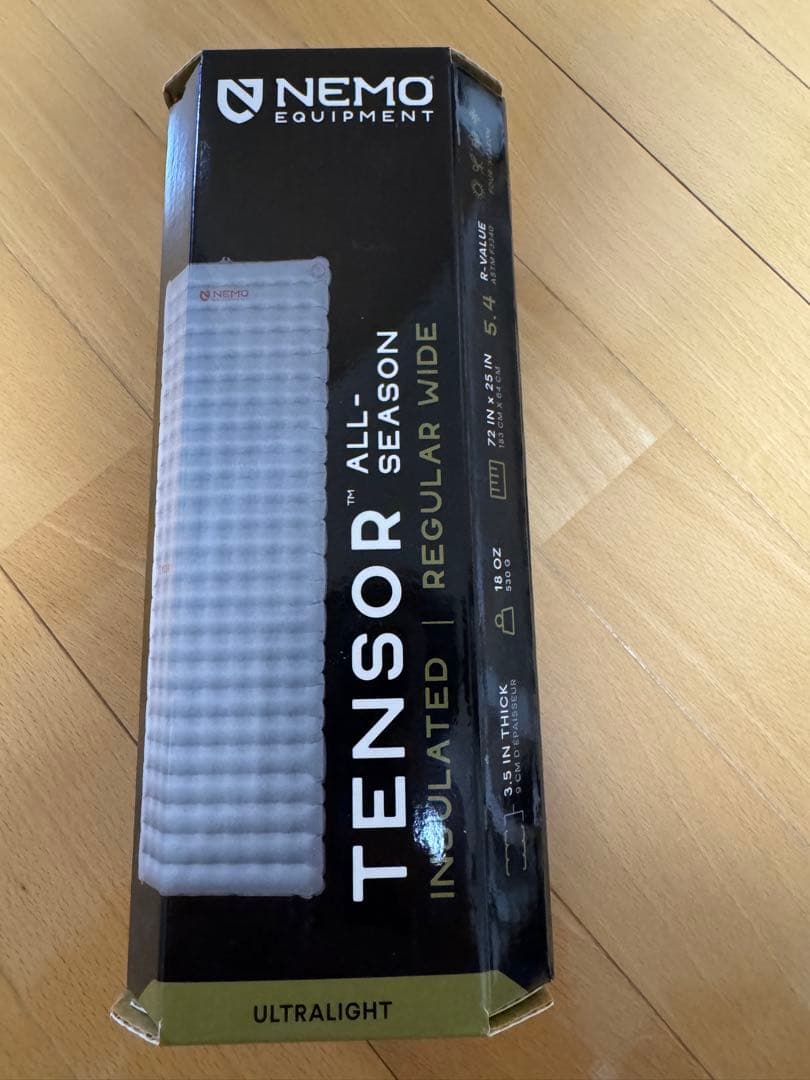 NEMO
EQUIPMENT
NEMO
TENSOR™ ALL-
SEASON
INSULATED | REGULAR WIDE
3.5 IN THICK
9 CM D'ÉPAISSEUR
18 OZ
530 G
72 IN x 25 IN
183 CM X 64 CM
5.4 R-VALUE
ASTM F3340
ULTRALIGHT